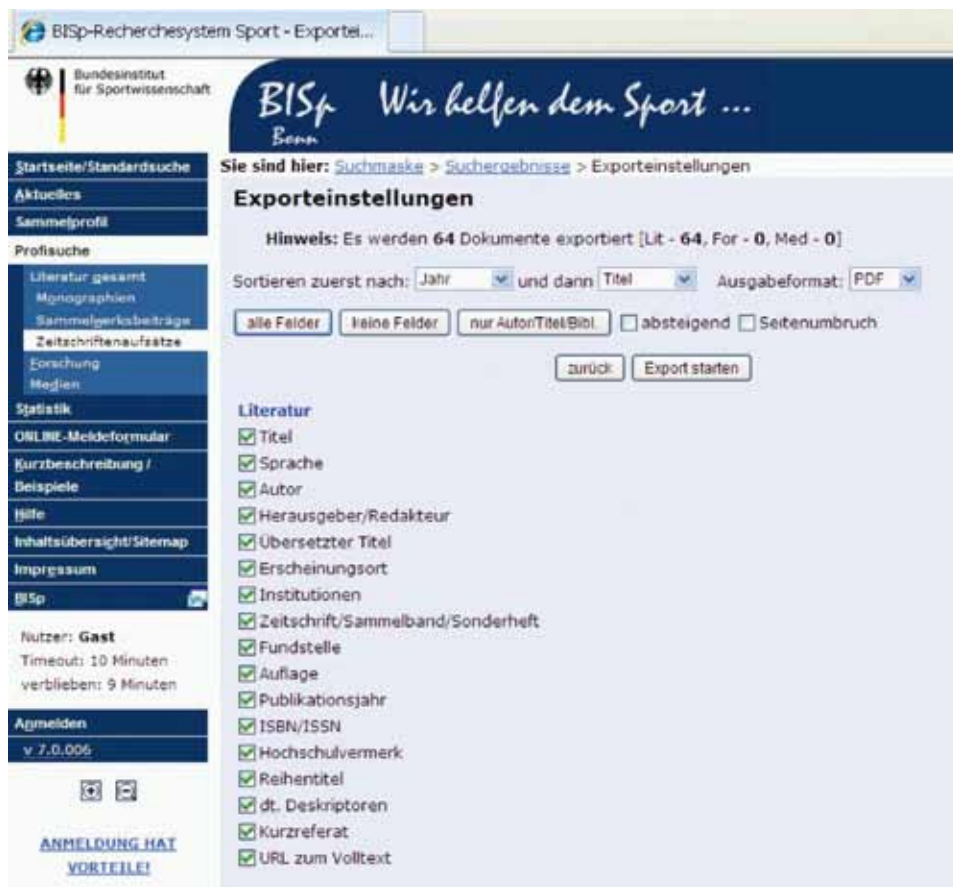 BISp-Recherchesystem Sport - Exportei...
Bundesinstitut
für Sportwissenschaft
BISp Wir helfen dem Sport ...
Bonn
Startseite/Standardsuche
Aktuelles
Sammelprofil
Profisuche
Literatur gesamt
Monographien
Sammelwerksbeiträge
Zeitschriftenaufsätze
Forschung
Medien
Statistik
ONLINE-Meldeformular
Kurzbeschreibung /
Beispiele
Hilfe
Inhaltsübersicht/Sitemap
Impressum
BISp
Nutzer: Gast
Timeout: 10 Minuten
verblieben: 9 Minuten
Anmelden
v 7.0.006
ANMELDUNG HAT
VORTEILE!
Sie sind hier: Suchmaske > Suchergebnisse > Exporteinstellungen
Exporteinstellungen
Hinweis: Es werden 64 Dokumente exportiert [Lit - 64, For - 0, Med - 0]
Sortieren zuerst nach: Jahr und dann Titel Ausgabeformat: PDF
alle Felder keine Felder nur Autor/Titel/Bibl. absteigend Seitenumbruch
zurück Export starten
Literatur
Titel
Sprache
Autor
Herausgeber/Redakteur
Übersetzter Titel
Erscheinungsort
Institutionen
Zeitschrift/Sammelband/Sonderheft
Fundstelle
Auflage
Publikationsjahr
ISBN/ISSN
Hochschulvermerk
Reihentitel
dt. Deskriptoren
Kurzreferat
URL zum Volltext